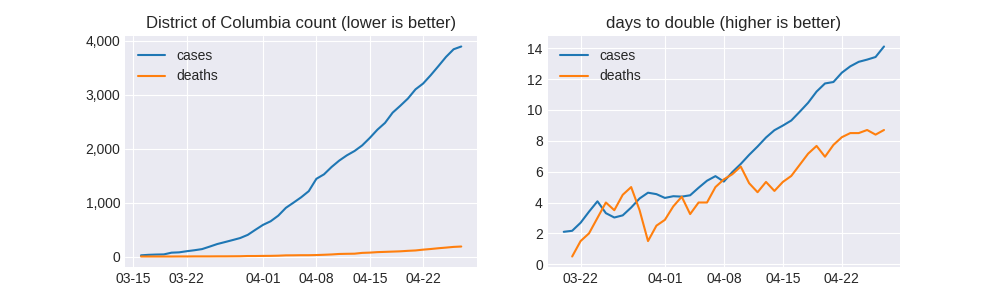 District of Columbia count (lower is better)
cases
deaths
4,000
3,000
2,000
1,000
0
03-15 03-22 04-01 04-08 04-15 04-22
days to double (higher is better)
cases
deaths
14
12
10
8
6
4
2
0
03-22 04-01 04-08 04-15 04-22